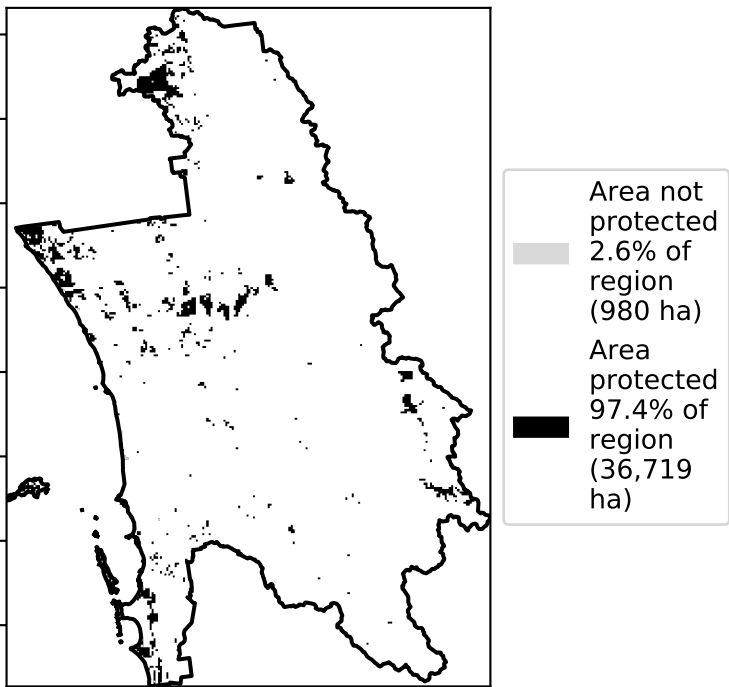 Area not
protected
2.6% of
region
(980 ha)
Area
protected
97.4% of
region
(36,719
ha)